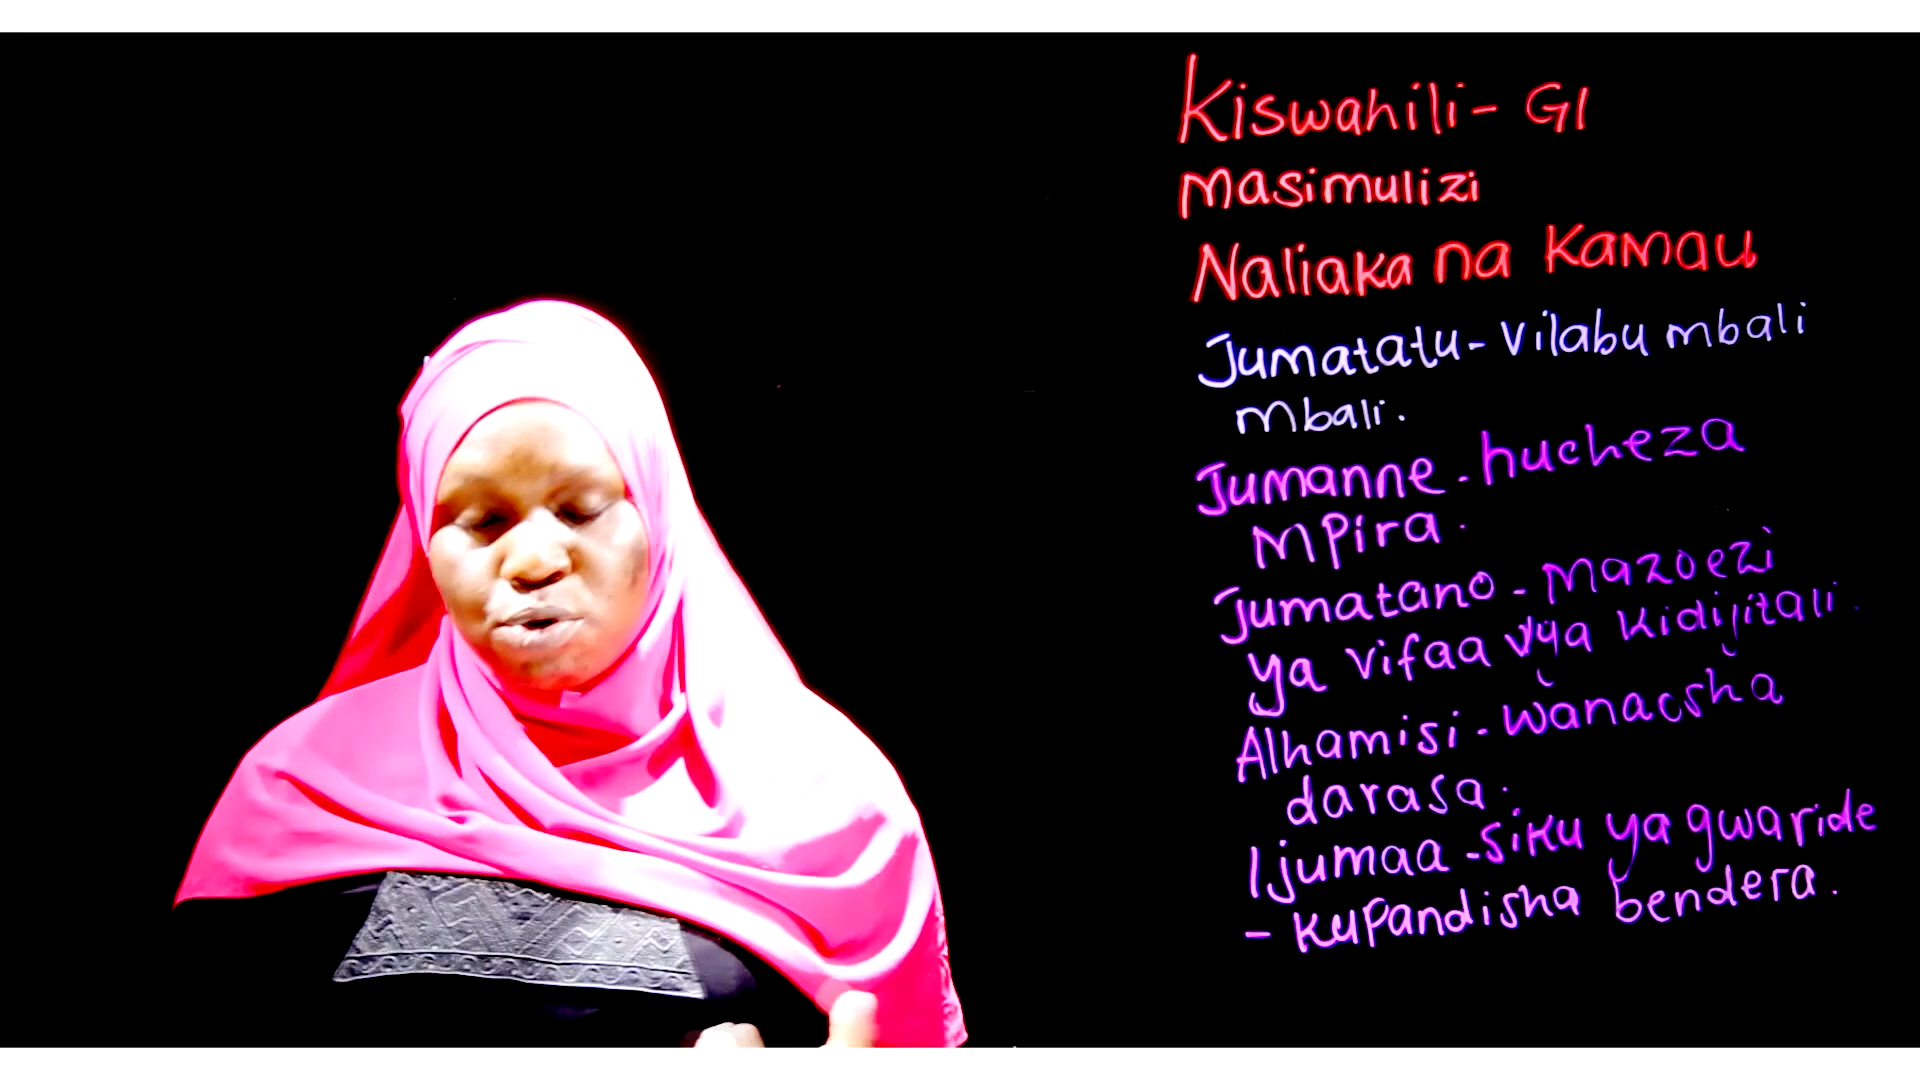 Kiswahili - G1
Masimulizi
Naliaka na Kamau
Jumatatu - Vilabu mbali
mbali.
Jumanne - hucheza
Mpira.
Jumatano - Mazoezi
ya vifaa vya kidijitali.
Alhamisi - wanacsha
darasa.
Ijumaa - siku ya gwaride
- kupandisha bendera.